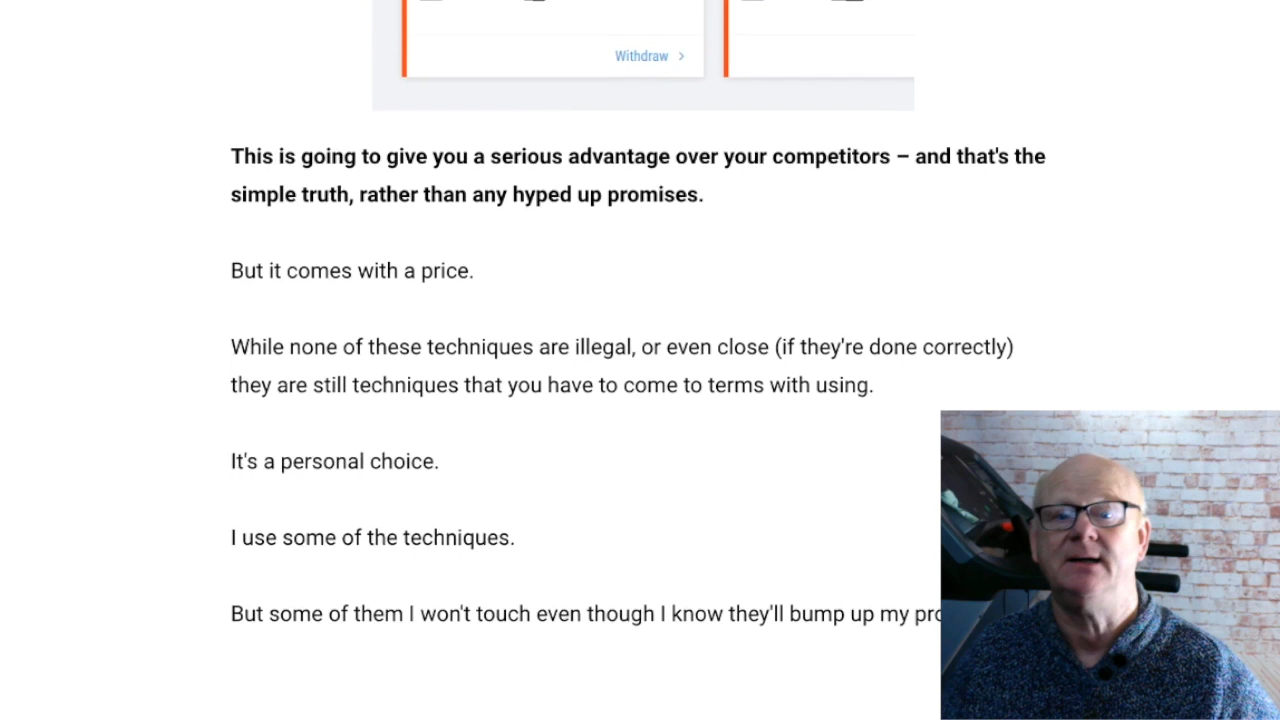 Withdraw >
This is going to give you a serious advantage over your competitors – and that's the
simple truth, rather than any hyped up promises.
But it comes with a price.
While none of these techniques are illegal, or even close (if they're done correctly)
they are still techniques that you have to come to terms with using.
It's a personal choice.
I use some of the techniques.
But some of them I won't touch even though I know they'll bump up my